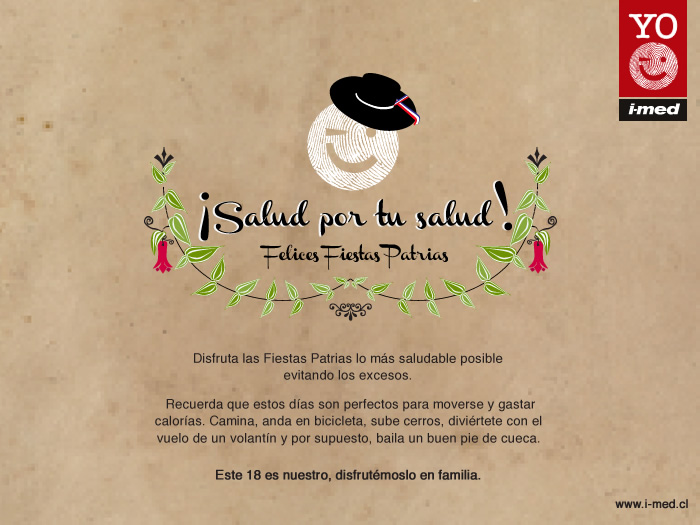 YO
i-med
¡Salud por tu salud!
Felices Fiestas Patrias
Disfruta las Fiestas Patrias lo más saludable posible
evitando los excesos.
Recuerda que estos días son perfectos para moverse y gastar
calorías. Camina, anda en bicicleta, sube cerros, diviértete con el
vuelo de un volantín y por supuesto, baila un buen pie de cueca.
Este 18 es nuestro, disfrutémoslo en familia.
www.i-med.cl